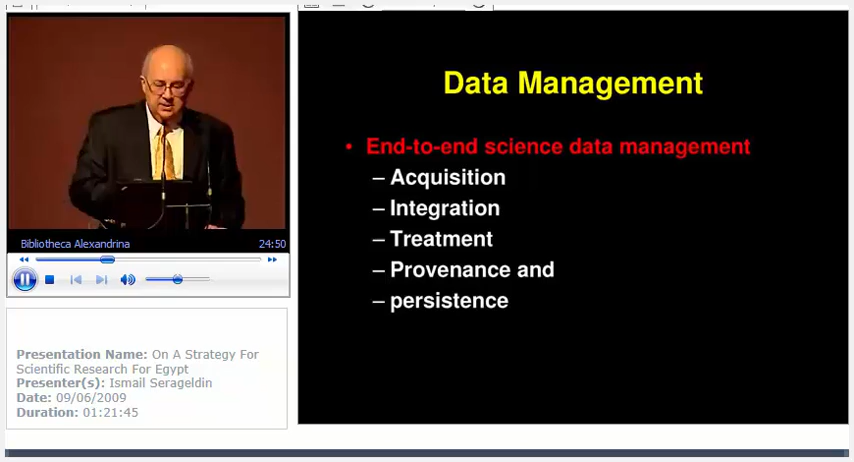 Bibliotheca Alexandrina 24:50
Presentation Name: On A Strategy For
Scientific Research For Egypt
Presenter(s): Ismail Serageldin
Date: 09/06/2009
Duration: 01:21:45
Data Management
• End-to-end science data management
– Acquisition
– Integration
– Treatment
– Provenance and
– persistence